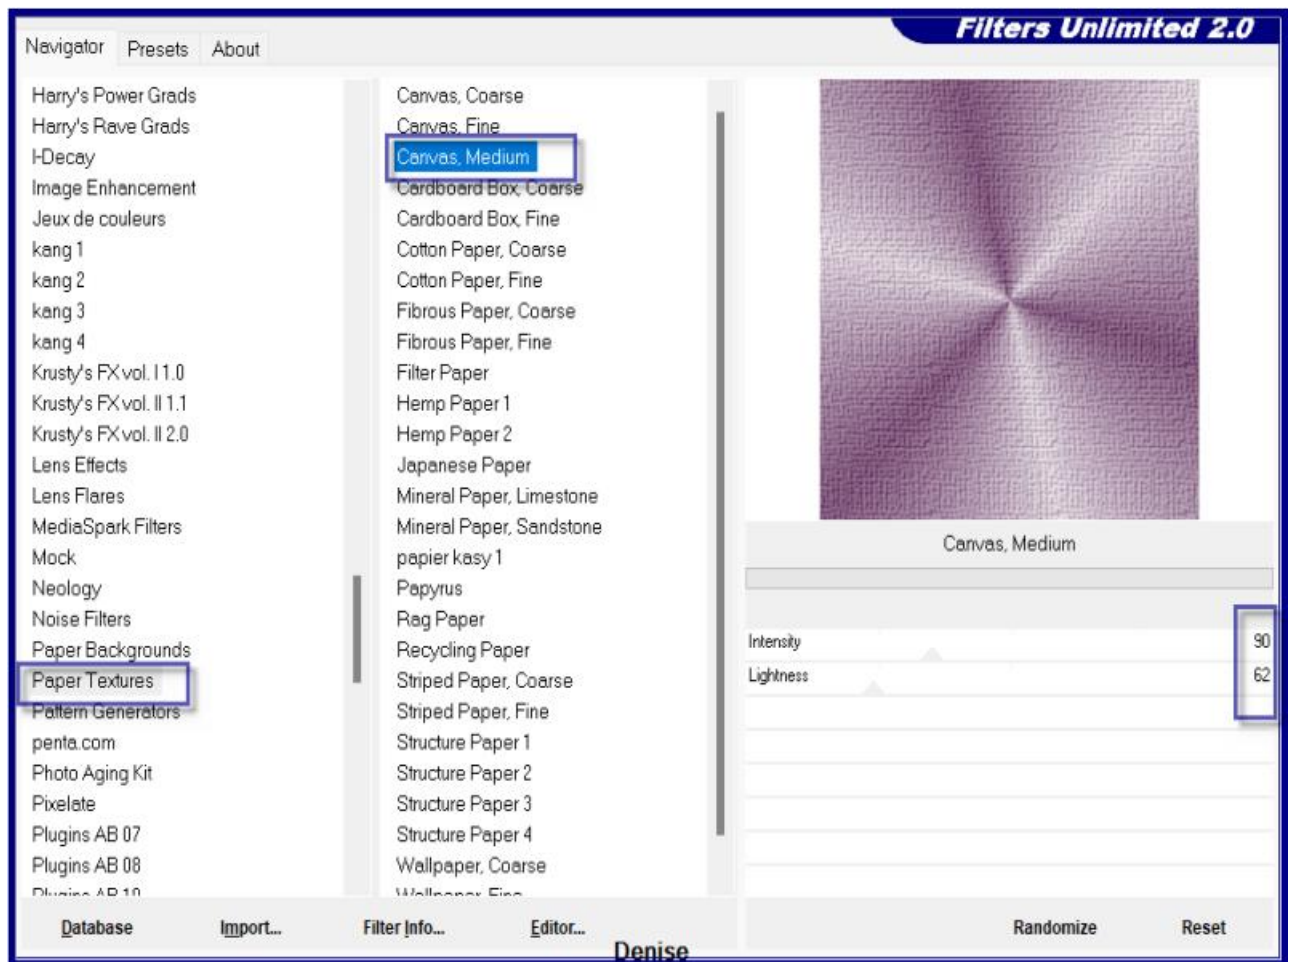 Filters Unlimited 2.0
Navigator
Presets
About
Harry's Power Grads
Harry's Rave Grads
I-Decay
Image Enhancement
Jeux de couleurs
kang 1
kang 2
kang 3
kang 4
Krusty's FX vol. I 1.0
Krusty's FX vol. II 1.1
Krusty's FX vol. II 2.0
Lens Effects
Lens Flares
MediaSpark Filters
Mock
Neology
Noise Filters
Paper Backgrounds
Paper Textures
Pattern Generators
penta.com
Photo Aging Kit
Pixelate
Plugins AB 07
Plugins AB 08
Plugins AB 10
Canvas, Coarse
Canvas, Fine
Canvas, Medium
Cardboard Box, Coarse
Cardboard Box, Fine
Cotton Paper, Coarse
Cotton Paper, Fine
Fibrous Paper, Coarse
Fibrous Paper, Fine
Filter Paper
Hemp Paper 1
Hemp Paper 2
Japanese Paper
Mineral Paper, Limestone
Mineral Paper, Sandstone
papier kasy 1
Papyrus
Rag Paper
Recycling Paper
Striped Paper, Coarse
Striped Paper, Fine
Structure Paper 1
Structure Paper 2
Structure Paper 3
Structure Paper 4
Wallpaper, Coarse
Wallpaper, Fine
Canvas, Medium
Intensity 90
Lightness 62
Database
Import...
Filter Info...
Editor...
Randomize
Reset
Denise